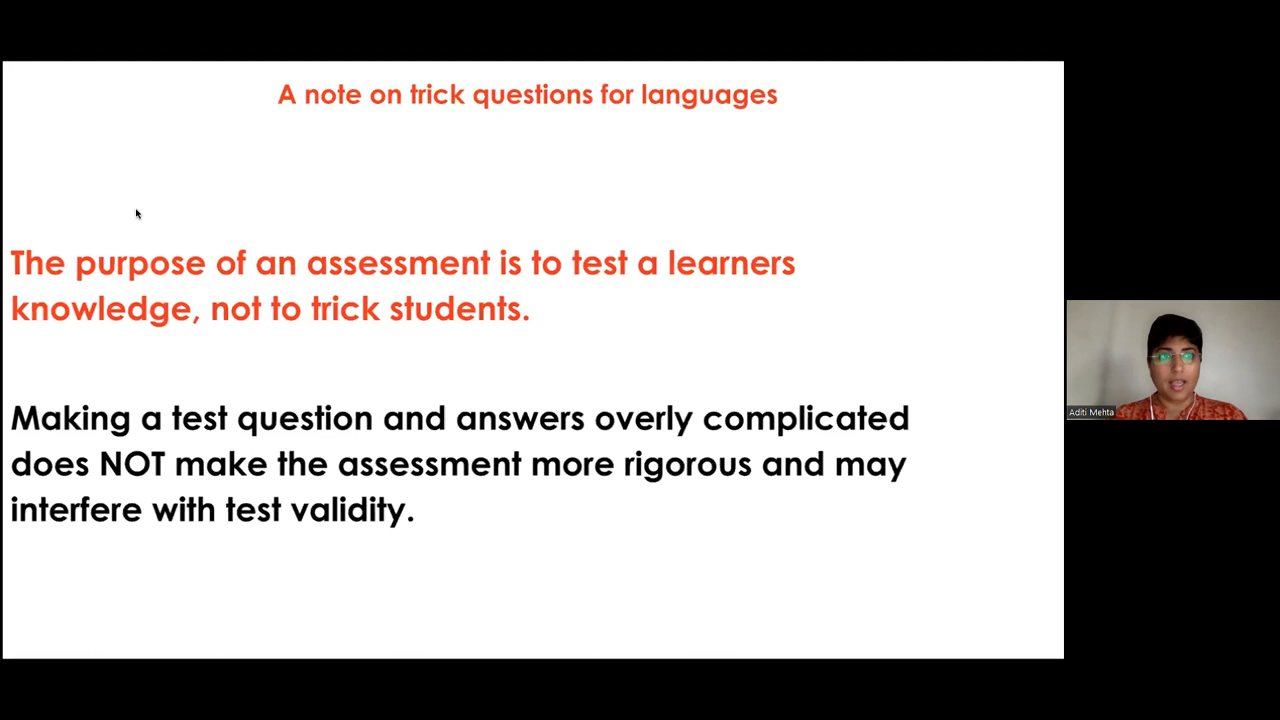 A note on trick questions for languages
The purpose of an assessment is to test a learners
knowledge, not to trick students.
Making a test question and answers overly complicated
does NOT make the assessment more rigorous and may
interfere with test validity.
Aditi Mehta